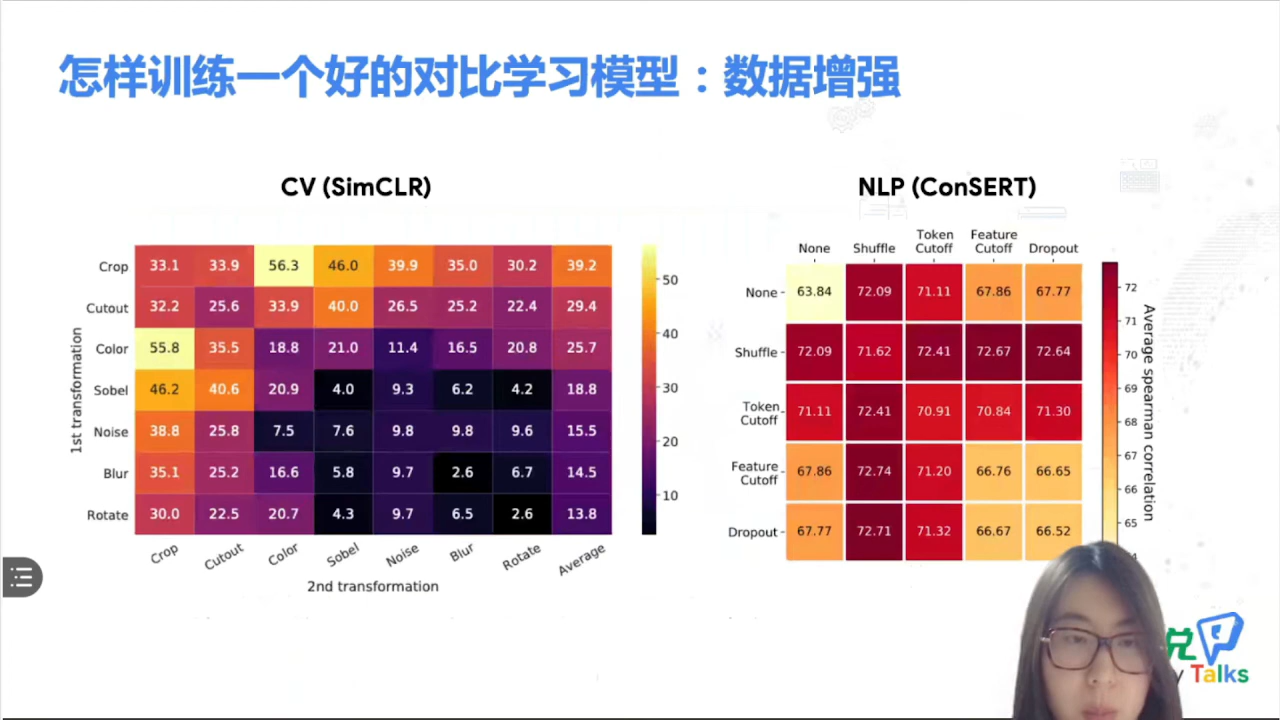 怎样训练一个好的对比学习模型：数据增强
CV (SimCLR)
1st transformation
Crop 33.1 33.9 56.3 46.0 39.9 35.0 30.2 39.2
Cutout 32.2 25.6 33.9 40.0 26.5 25.2 22.4 29.4
Color 55.8 35.5 18.8 21.0 11.4 16.5 20.8 25.7
Sobel 46.2 40.6 20.9 4.0 9.3 6.2 4.2 18.8
Noise 38.8 25.8 7.5 7.6 9.8 9.8 9.6 15.5
Blur 35.1 25.2 16.6 5.8 9.7 2.6 6.7 14.5
Rotate 30.0 22.5 20.7 4.3 9.7 6.5 2.6 13.8
Crop Cutout Color Sobel Noise Blur Rotate Average
2nd transformation
50
40
30
20
10
NLP (ConSERT)
None Shuffle Token Cutoff Feature Cutoff Dropout
None 63.84 72.09 71.11 67.86 67.77
Shuffle 72.09 71.62 72.41 72.67 72.64
Token Cutoff 71.11 72.41 70.91 70.84 71.30
Feature Cutoff 67.86 72.74 71.20 66.76 66.65
Dropout 67.77 72.71 71.32 66.67 66.52
72
71
70
69
68
67
66
65
Average spearman correlation
兑
Talks